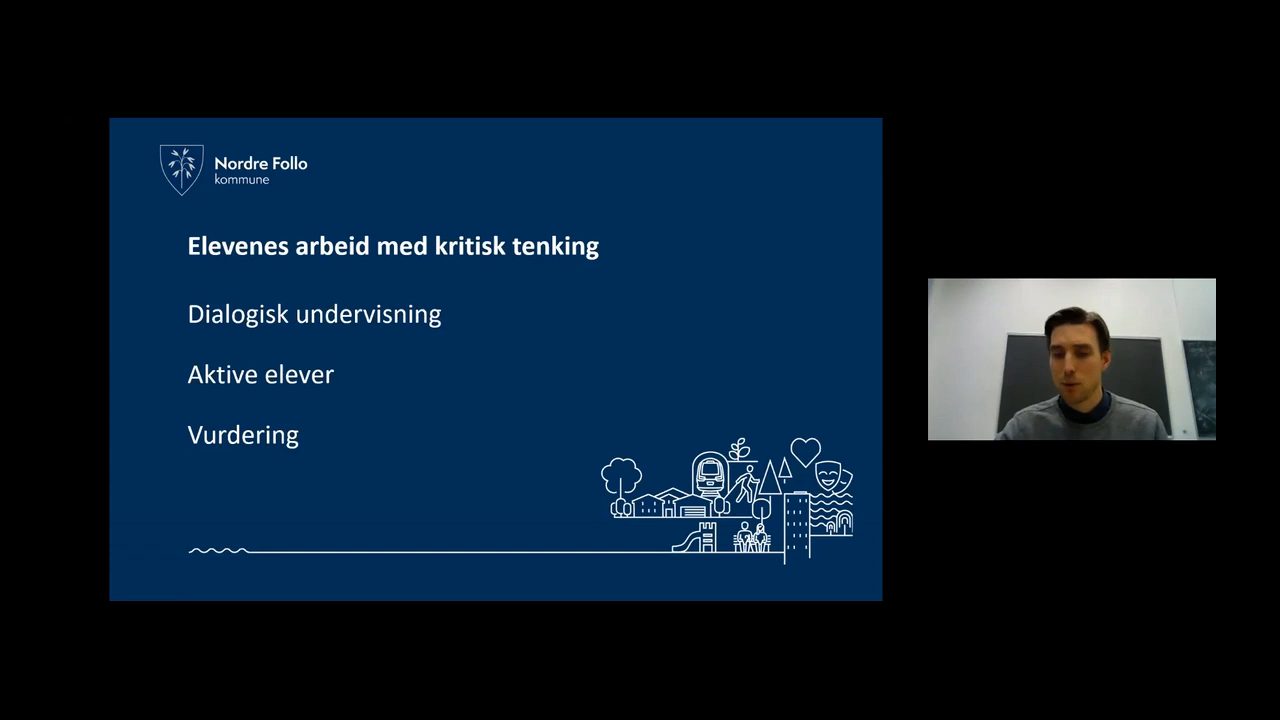 Nordre Follo
kommune
Elevenes arbeid med kritisk tenking
Dialogisk undervisning
Aktive elever
Vurdering